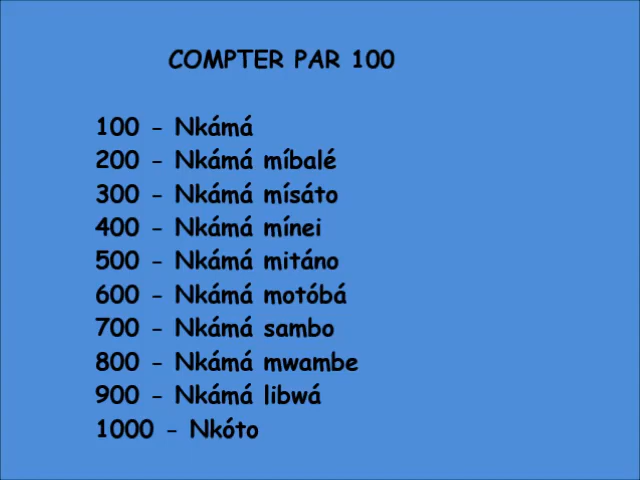 COMPTER PAR 100
100 - Nkámá
200 - Nkámá míbalé
300 - Nkámá mísáto
400 - Nkámá mínei
500 - Nkámá mitáno
600 - Nkámá motóbá
700 - Nkámá sambo
800 - Nkámá mwambe
900 - Nkámá libwá
1000 - Nkóto